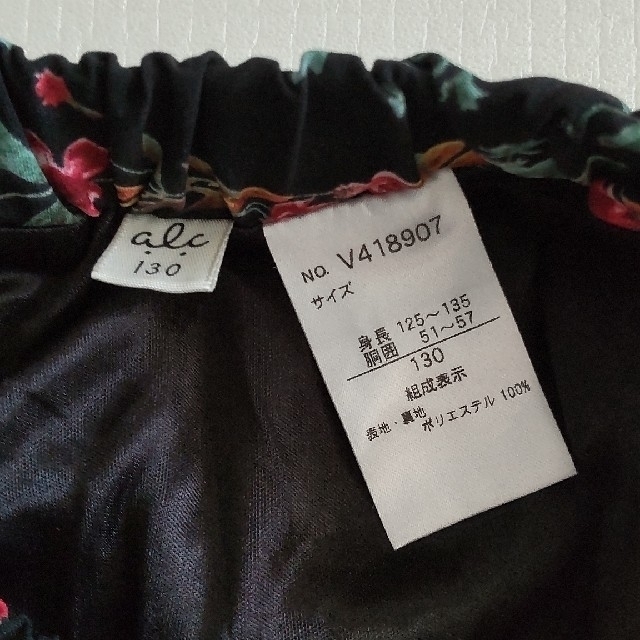 a.l.c
130
NO. V418907
サイズ
身長 125〜135
胴囲 51〜57
130
組成表示
表地・裏地 ポリエステル 100%